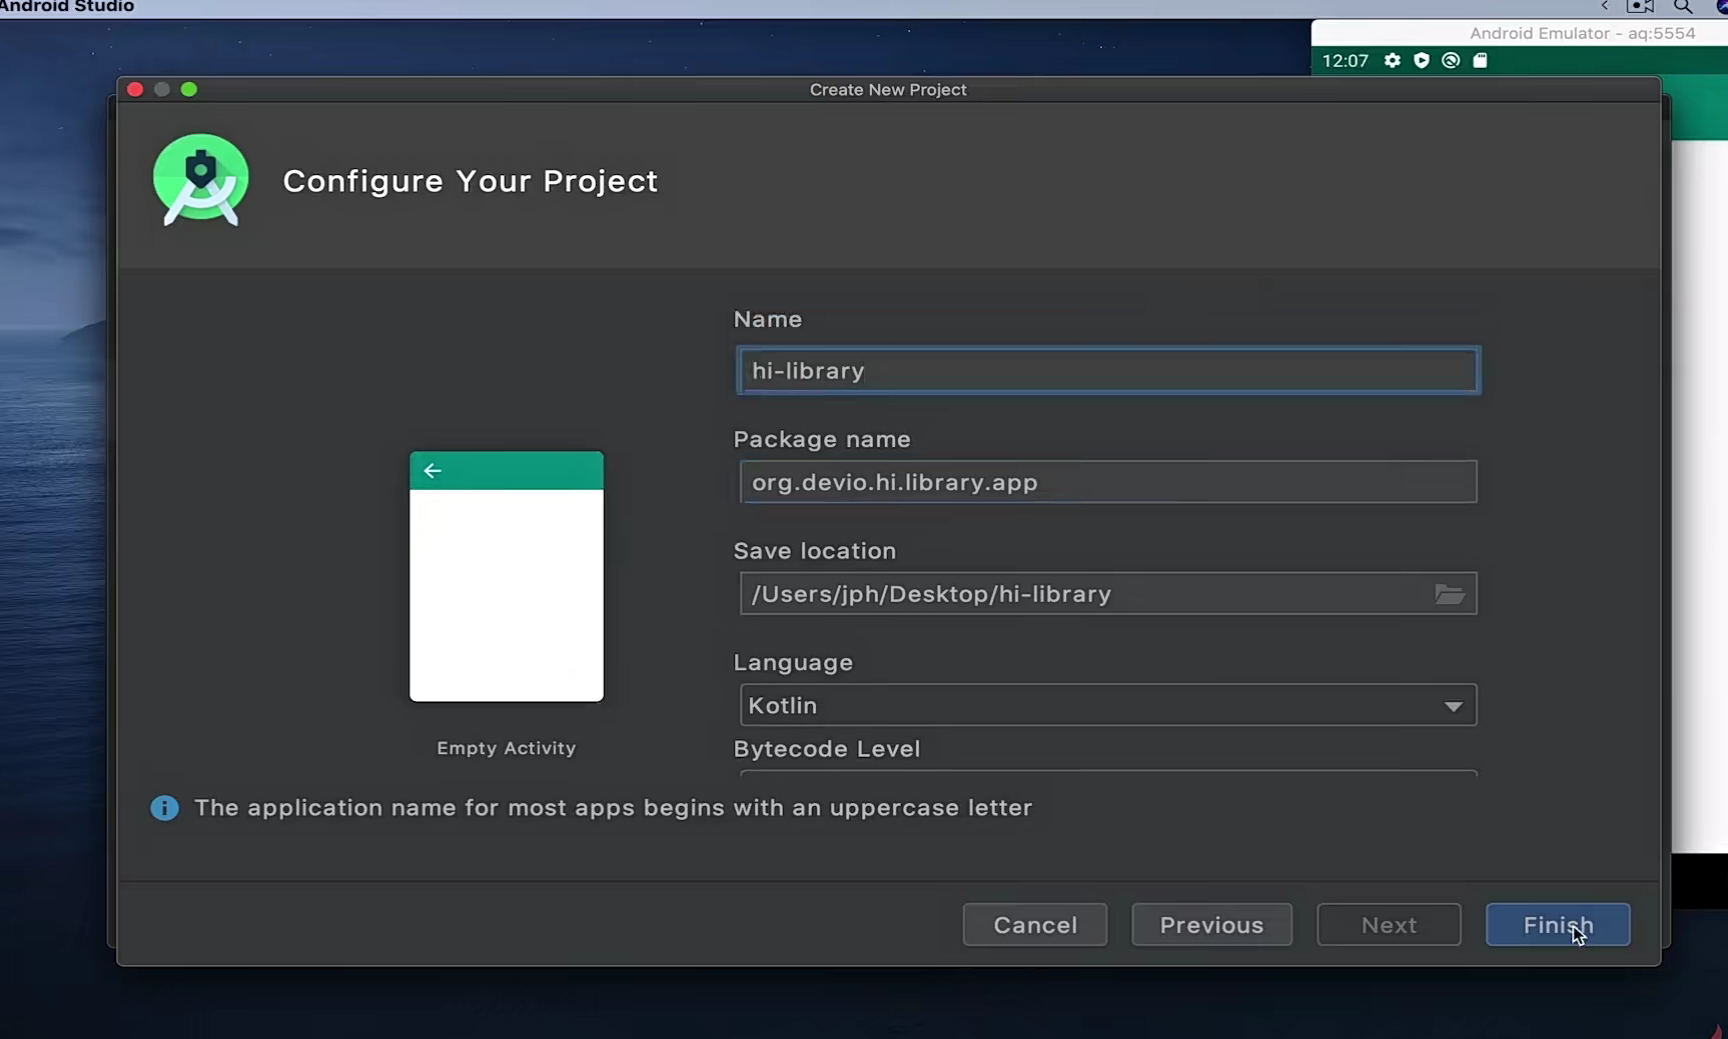 Android Studio
Android Emulator - aq:5554
12:07
Create New Project
Configure Your Project
Name
hi-library
Package name
org.devio.hi.library.app
Save location
/Users/jph/Desktop/hi-library
Language
Kotlin
Bytecode Level
Empty Activity
The application name for most apps begins with an uppercase letter
Cancel
Previous
Next
Finish